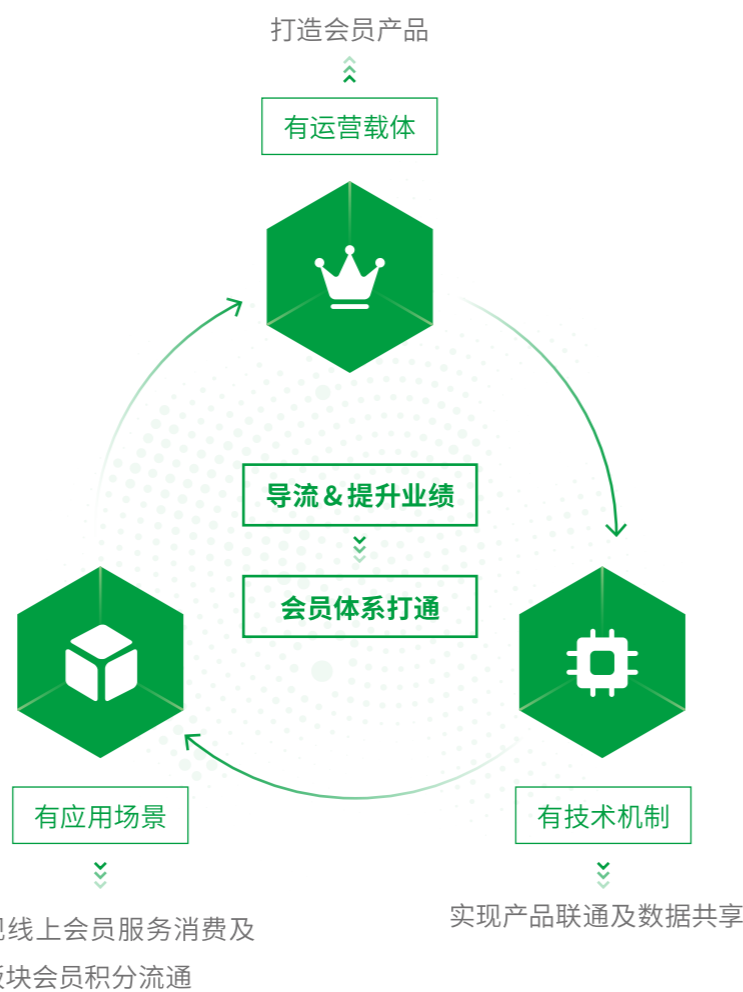 打造会员产品
有运营载体
导流&提升业绩
会员体系打通
有应用场景
有技术机制
线上会员服务消费及
块会员积分流通
实现产品联通及数据共享